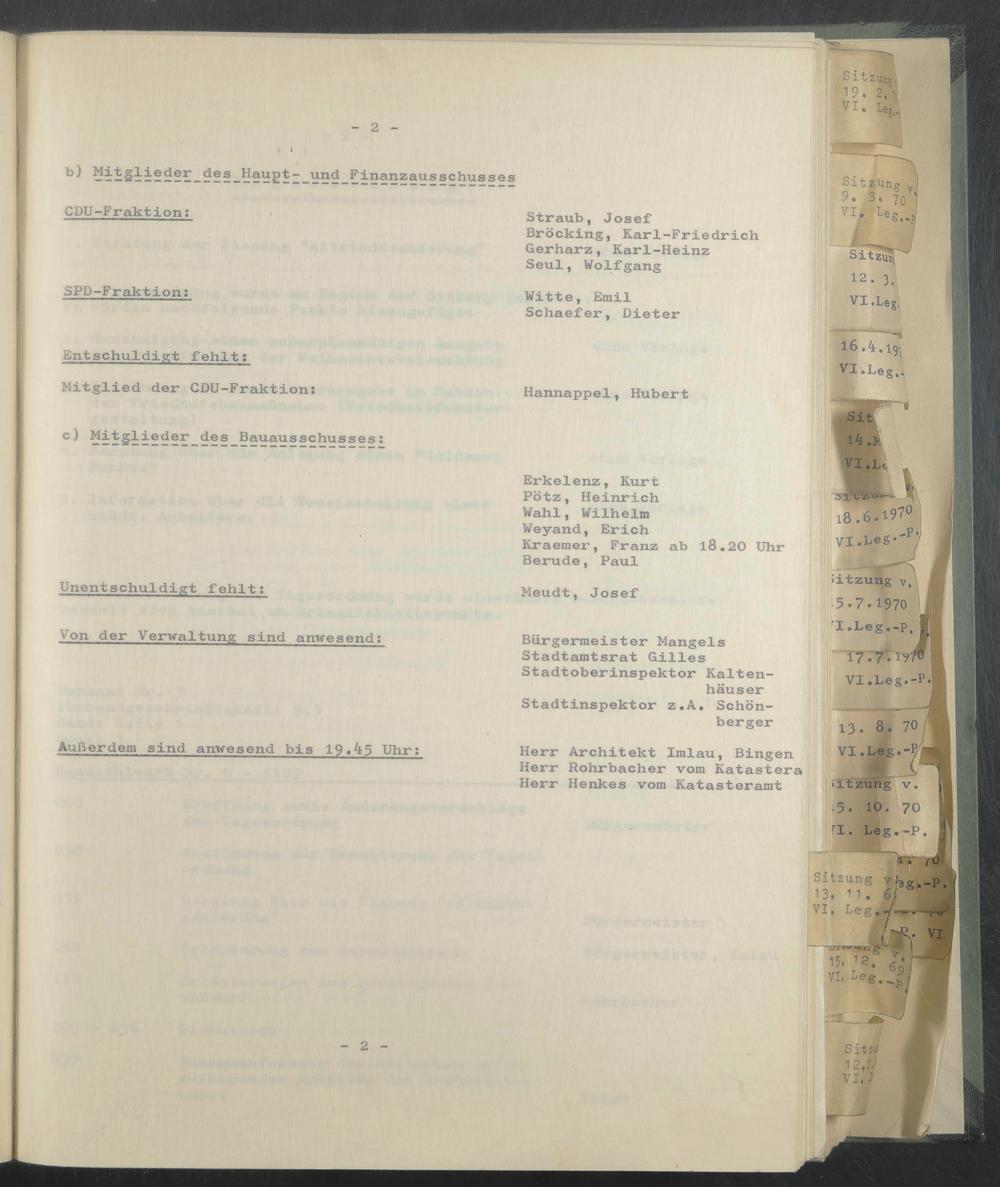 - 2 -
b) Mitglieder des Haupt- und Finanzausschusses
CDU-Fraktion:
Straub, Josef
Bröcking, Karl-Friedrich
Gerharz, Karl-Heinz
Seul, Wolfgang
SPD-Fraktion:
Witte, Emil
Schaefer, Dieter
Entschuldigt fehlt:
Mitglied der CDU-Fraktion:
Hannappel, Hubert
c) Mitglieder des Bauausschusses:
Erkelenz, Kurt
Pötz, Heinrich
Wahl, Wilhelm
Weyand, Erich
Kraemer, Franz ab 18.20 Uhr
Berude, Paul
Unentschuldigt fehlt:
Meudt, Josef
Von der Verwaltung sind anwesend:
Bürgermeister Mangels
Stadtamtsrat Gilles
Stadtoberinspektor Kalten-
häuser
Stadtinspektor z.A. Schön-
berger
Außerdem sind anwesend bis 19.45 Uhr:
Herr Architekt Imlau, Bingen
Herr Rohrbacher vom Katastera
Herr Henkes vom Katasteramt
- 2 -
Sitzung
19. 2.
VI. Leg.
Sitzung v.
9. 3. 70
VI. Leg.-P
Sitzun
12. 3.
VI.Leg.
16.4.19
VI.Leg.-
Sit
14.M
VI.Le
18.6.1970
VI.Leg.-P.
itzung v.
5.7.1970
I.Leg.-P.
17.7.1970
VI.Leg.-P.
13. 8. 70
VI.Leg.-P
itzung v.
5. 10. 70
I. Leg.-P.
eg.-P.
Sitzung v
13. 11. 6
VI. Leg.-
P. VI
15. 12. 69
VI. Leg.-P.
Sitzu
12.
VI.